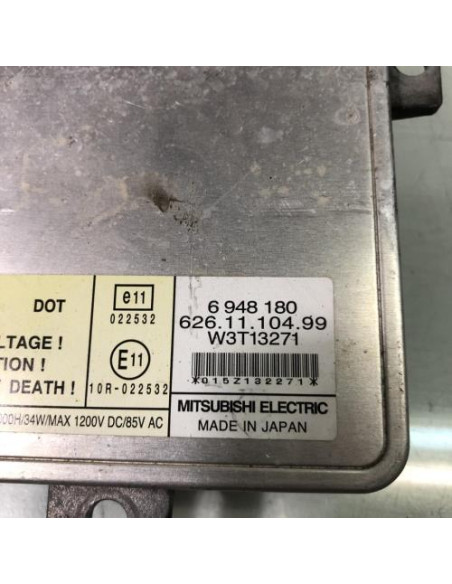 DOT
LTAGE !
TION !
DEATH !
e11
022532
E11
10R-022532
000H/34W/MAX 1200V DC/85V AC
6 948 180
626.11.104.99
W3T13271
*015Z132271*
MITSUBISHI ELECTRIC
MADE IN JAPAN